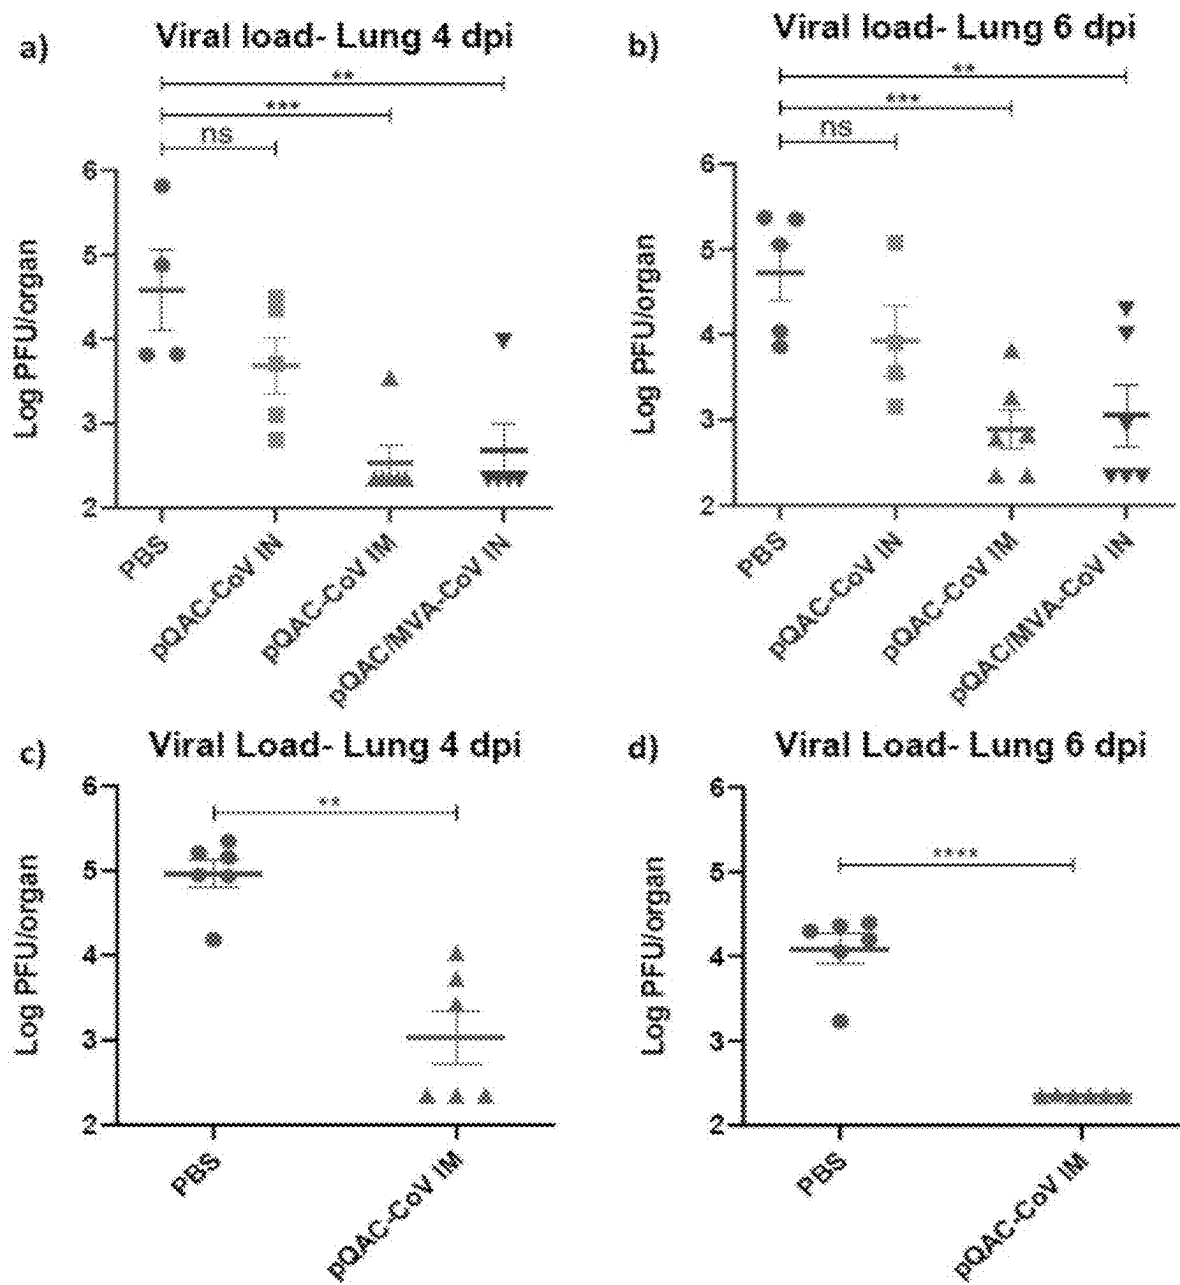 a)
Viral load- Lung 4 dpi
**
***
ns
6
5
4
3
2
Log PFU/organ
PBS
pQAC-CoV IN
pQAC-CoV IM
pQAC/MVA-CoV IN
b)
Viral load- Lung 6 dpi
**
***
ns
6
5
4
3
2
Log PFU/organ
PBS
pQAC-CoV IN
pQAC-CoV IM
pQAC/MVA-CoV IN
c)
Viral Load- Lung 4 dpi
**
6
5
4
3
2
Log PFU/organ
PBS
pQAC-CoV IM
d)
Viral Load- Lung 6 dpi
****
6
5
4
3
2
Log PFU/organ
PBS
pQAC-CoV IM